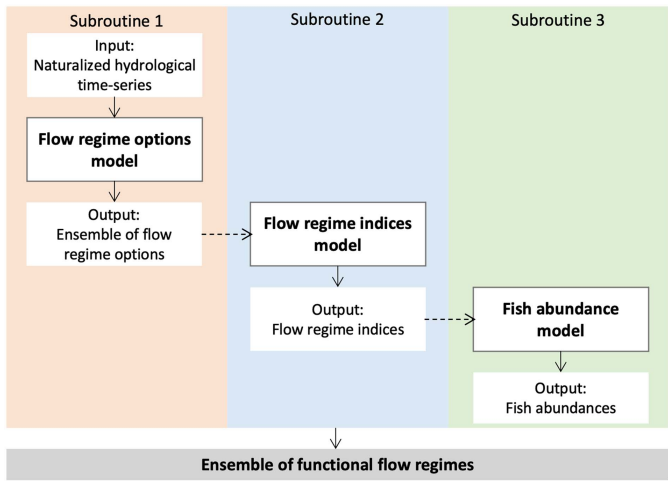 Subroutine 1
Input:
Naturalized hydrological
time-series
Flow regime options
model
Output:
Ensemble of flow
regime options
Subroutine 2
Flow regime indices
model
Output:
Flow regime indices
Subroutine 3
Fish abundance
model
Output:
Fish abundances
Ensemble of functional flow regimes